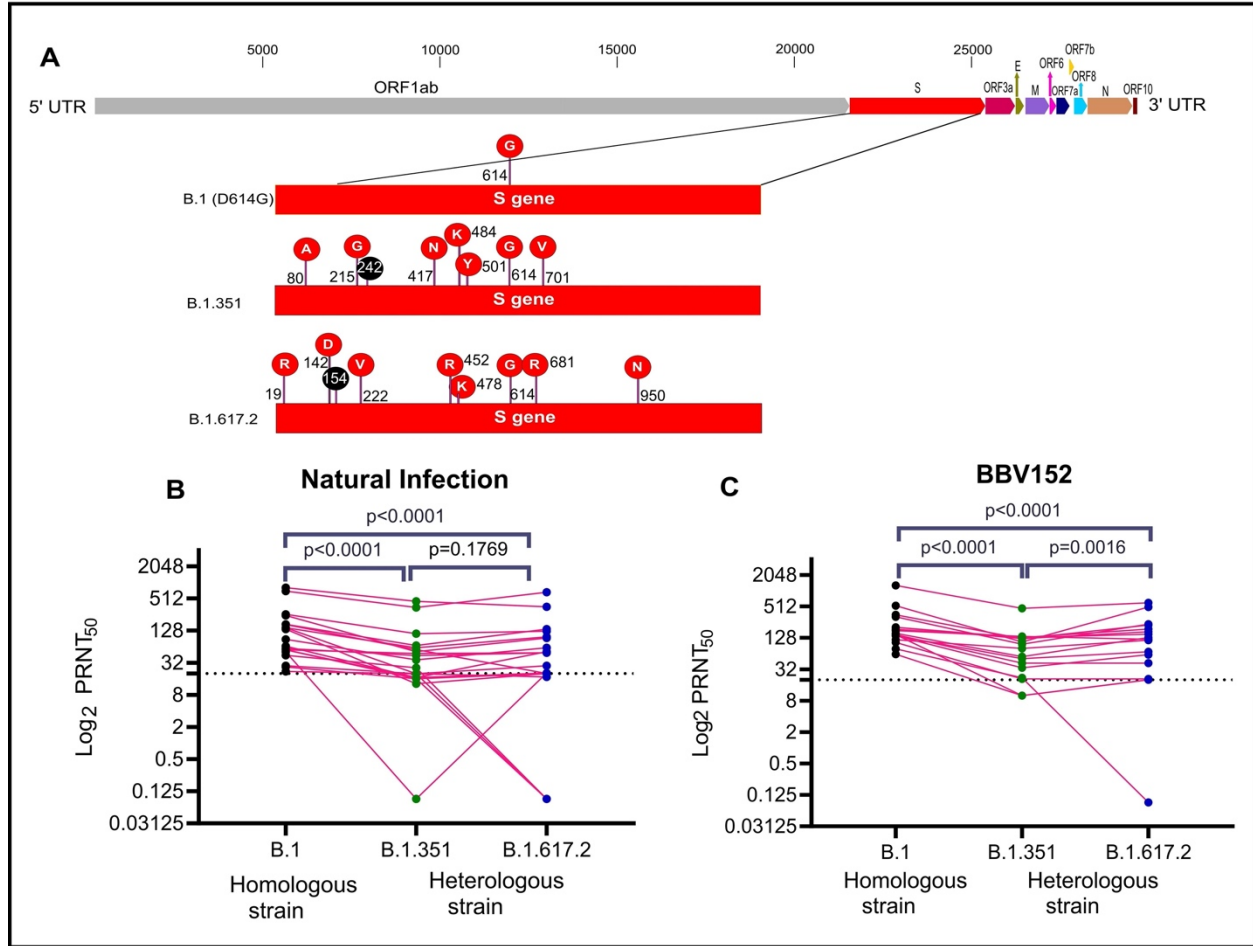 A
5000 10000 15000 20000 25000
ORF7b
E ORF6 ORF8
5' UTR ORF1ab S ORF3a M ORF7a N ORF10 3' UTR
G
614
B.1 (D614G) S gene
A G 242 N K 484 Y 501 G V
80 215 417 614 701
B.1.351 S gene
R D 142 154 V R 452 K 478 G R 681 N
19 222 614 950
B.1.617.2 S gene
B Natural Infection
p<0.0001
p<0.0001 p=0.1769
Log2 PRNT50
2048
512
128
32
8
2
0.5
0.125
0.03125
B.1 B.1.351 B.1.617.2
Homologous strain
Heterologous strain
C BBV152
p<0.0001
p<0.0001 p=0.0016
Log2 PRNT50
2048
512
128
32
8
2
0.5
0.125
0.03125
B.1 B.1.351 B.1.617.2
Homologous strain
Heterologous strain